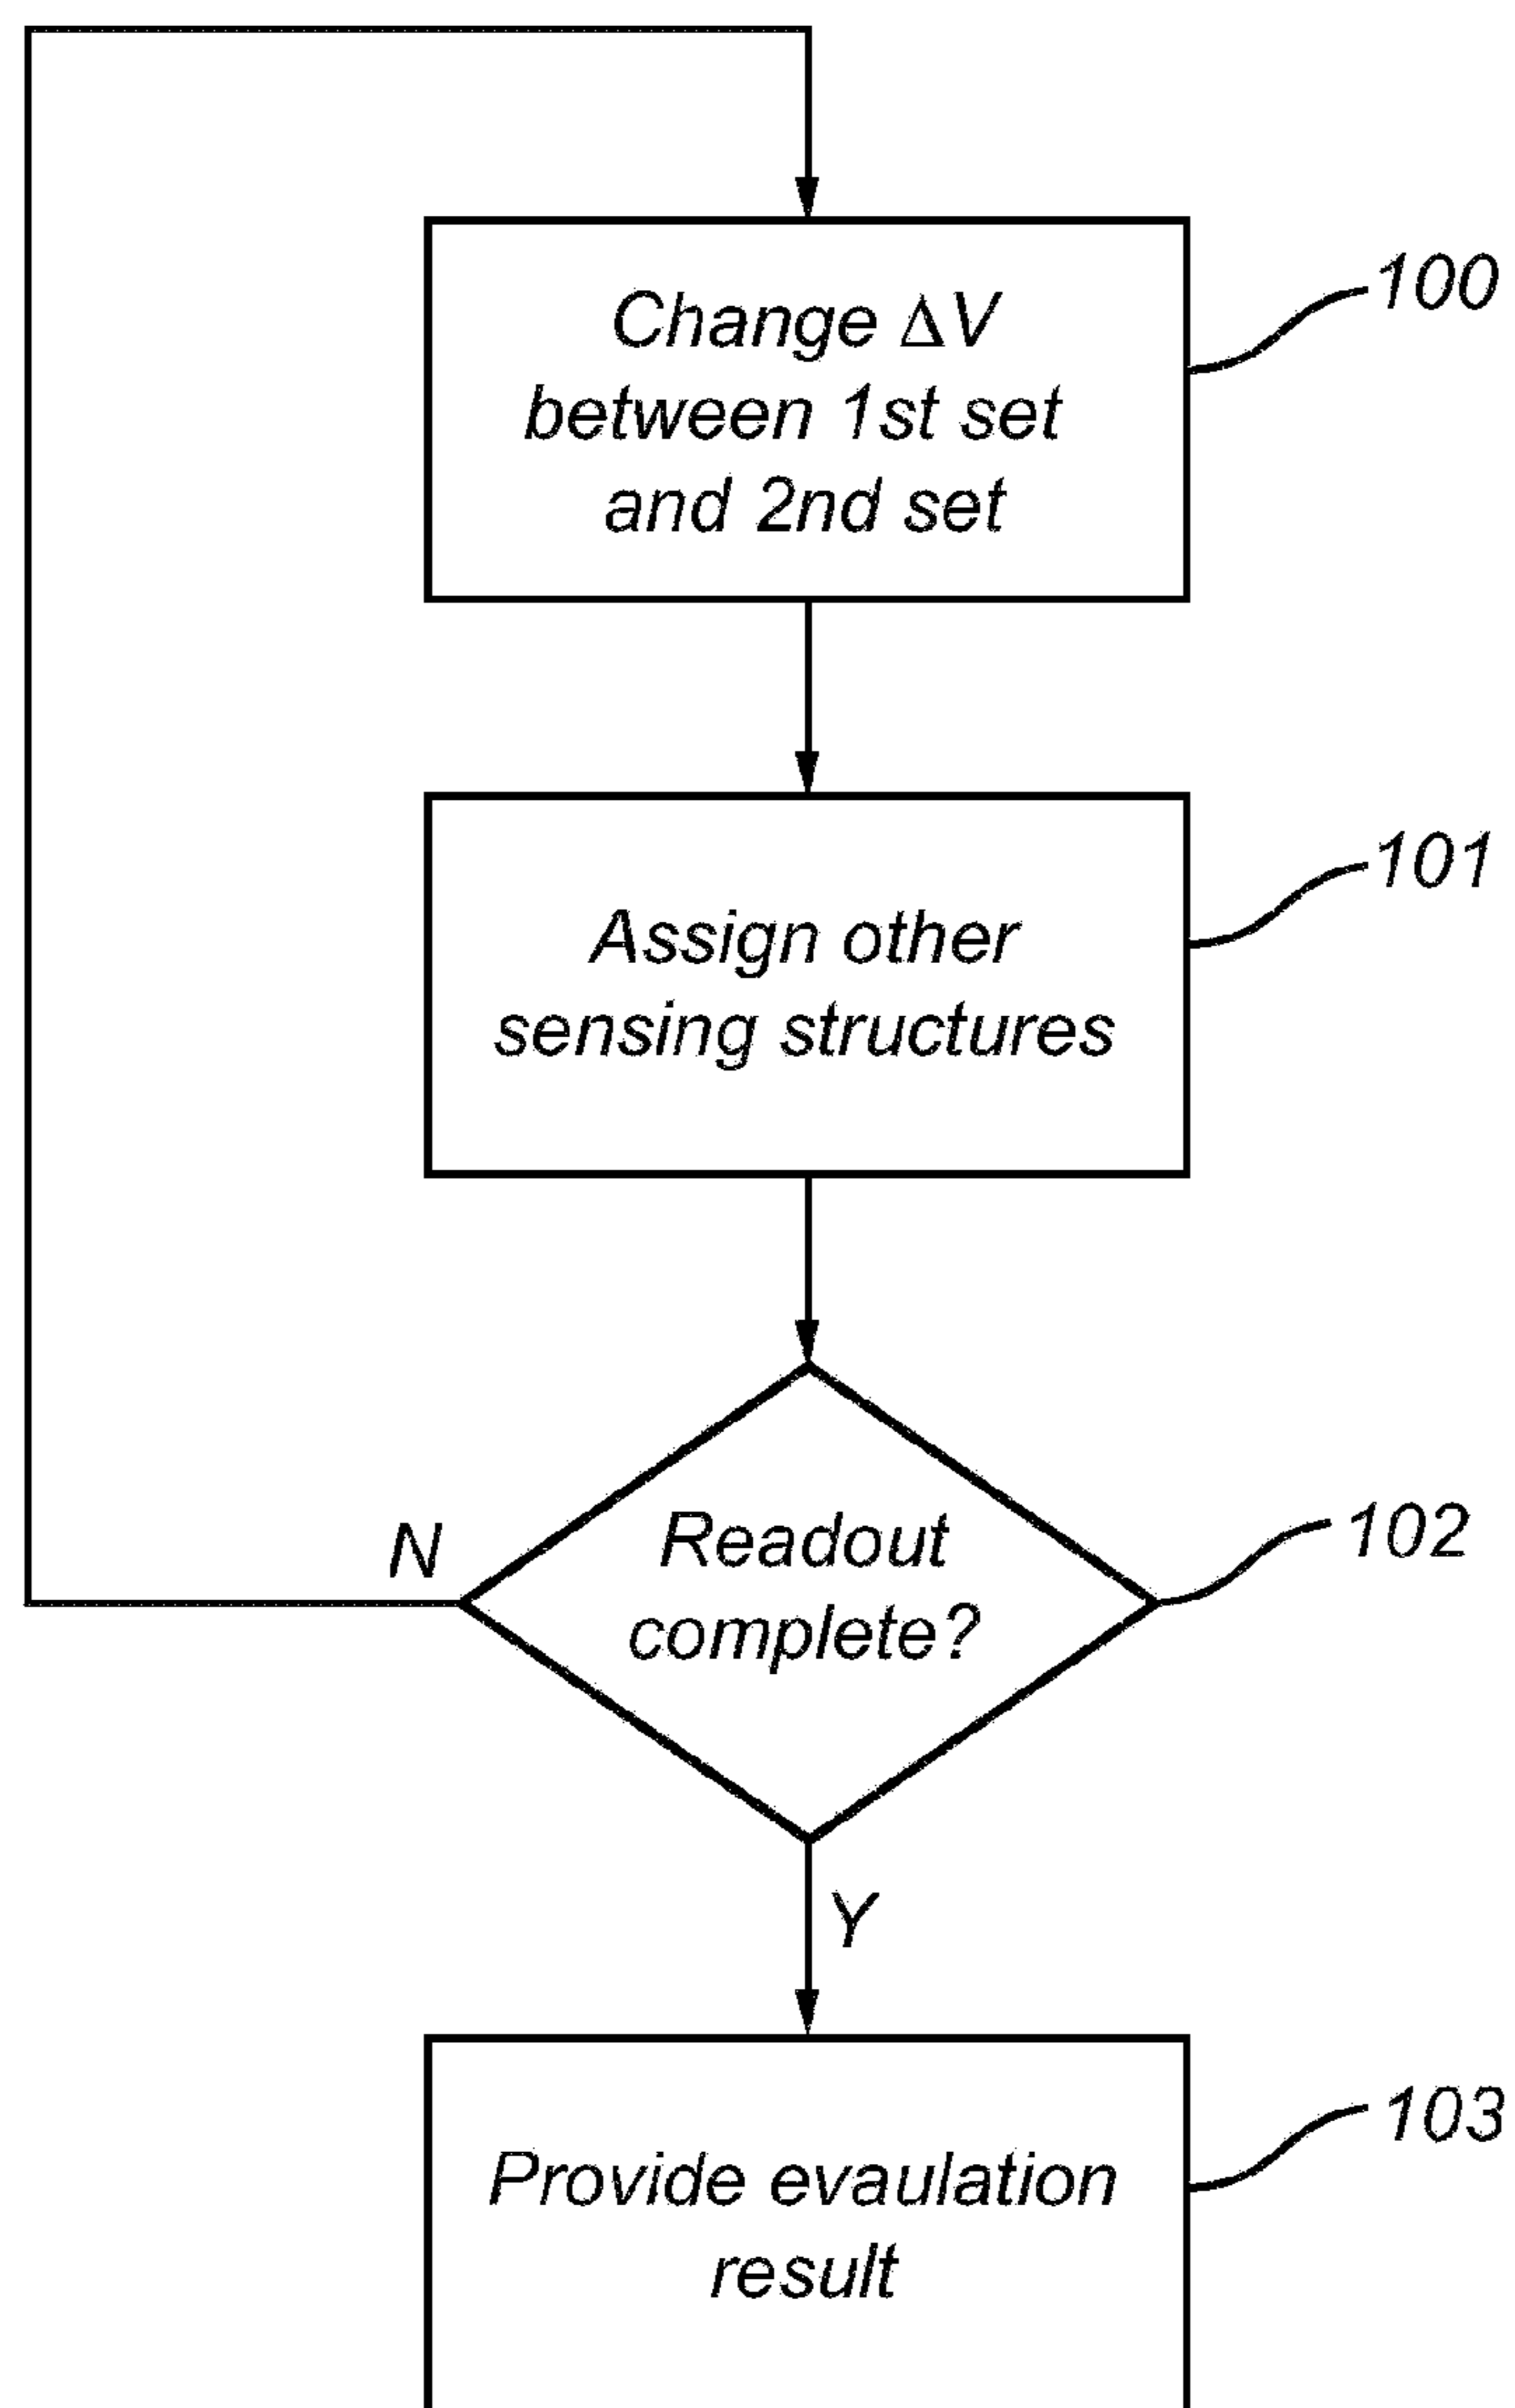 Change ΔV
between 1st set
and 2nd set
100
Assign other
sensing structures
101
Readout
complete?
102
N
Y
Provide evaulation
result
103